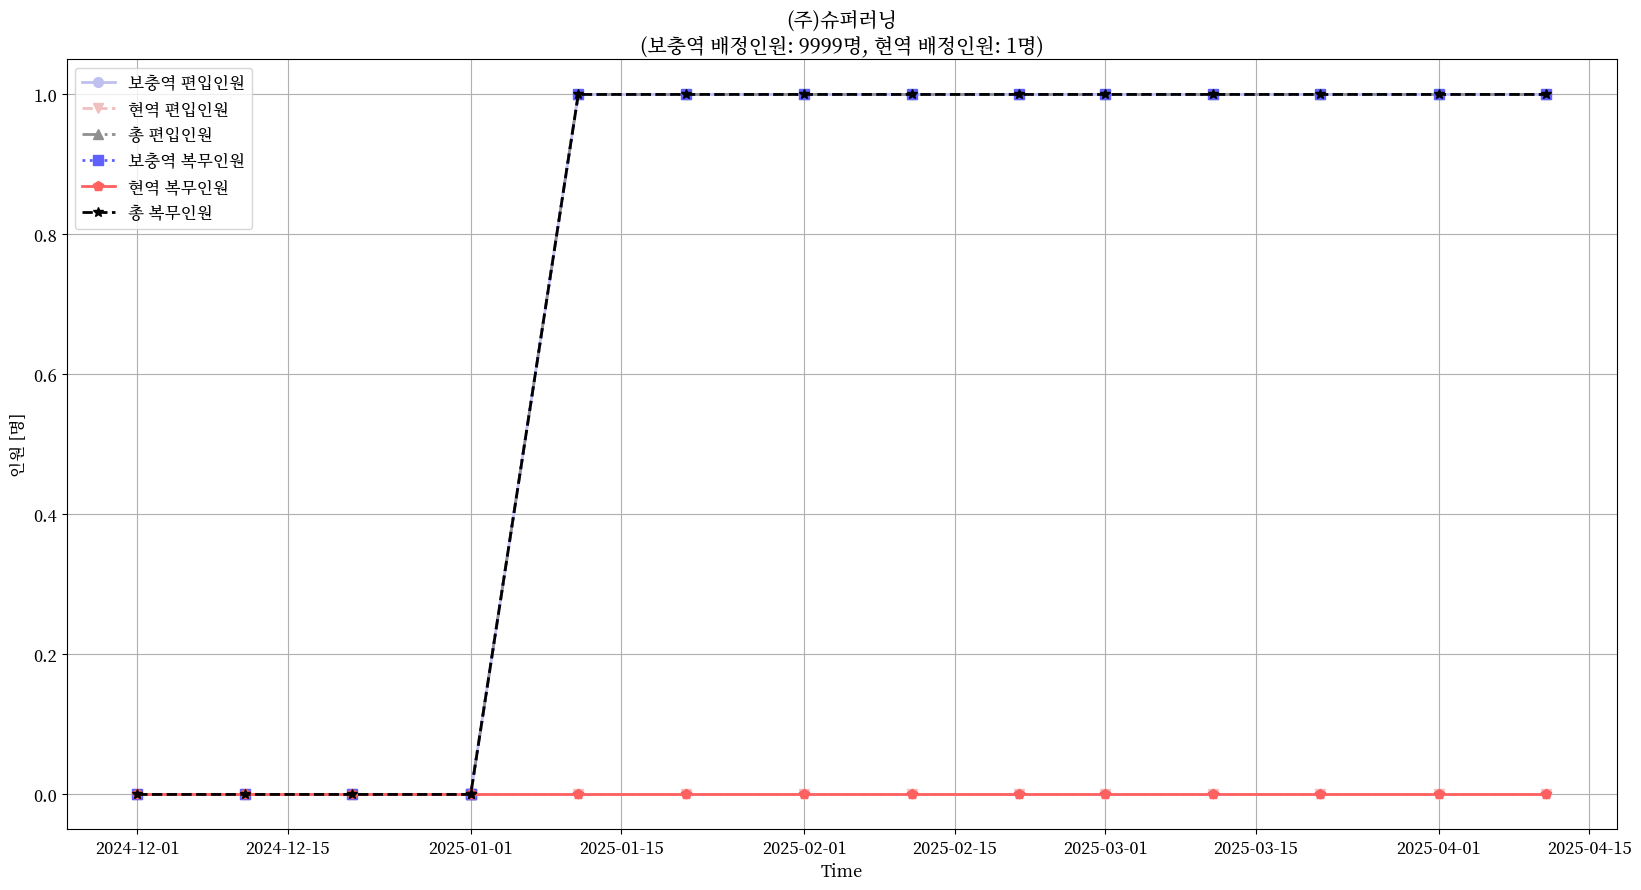 (주)슈퍼러닝
(보충역 배정인원: 9999명, 현역 배정인원: 1명)
보충역 편입인원
현역 편입인원
총 편입인원
보충역 복무인원
현역 복무인원
총 복무인원
1.0
0.8
0.6
0.4
0.2
0.0
인원 [명]
2024-12-01
2024-12-15
2025-01-01
2025-01-15
2025-02-01
2025-02-15
2025-03-01
2025-03-15
2025-04-01
2025-04-15
Time